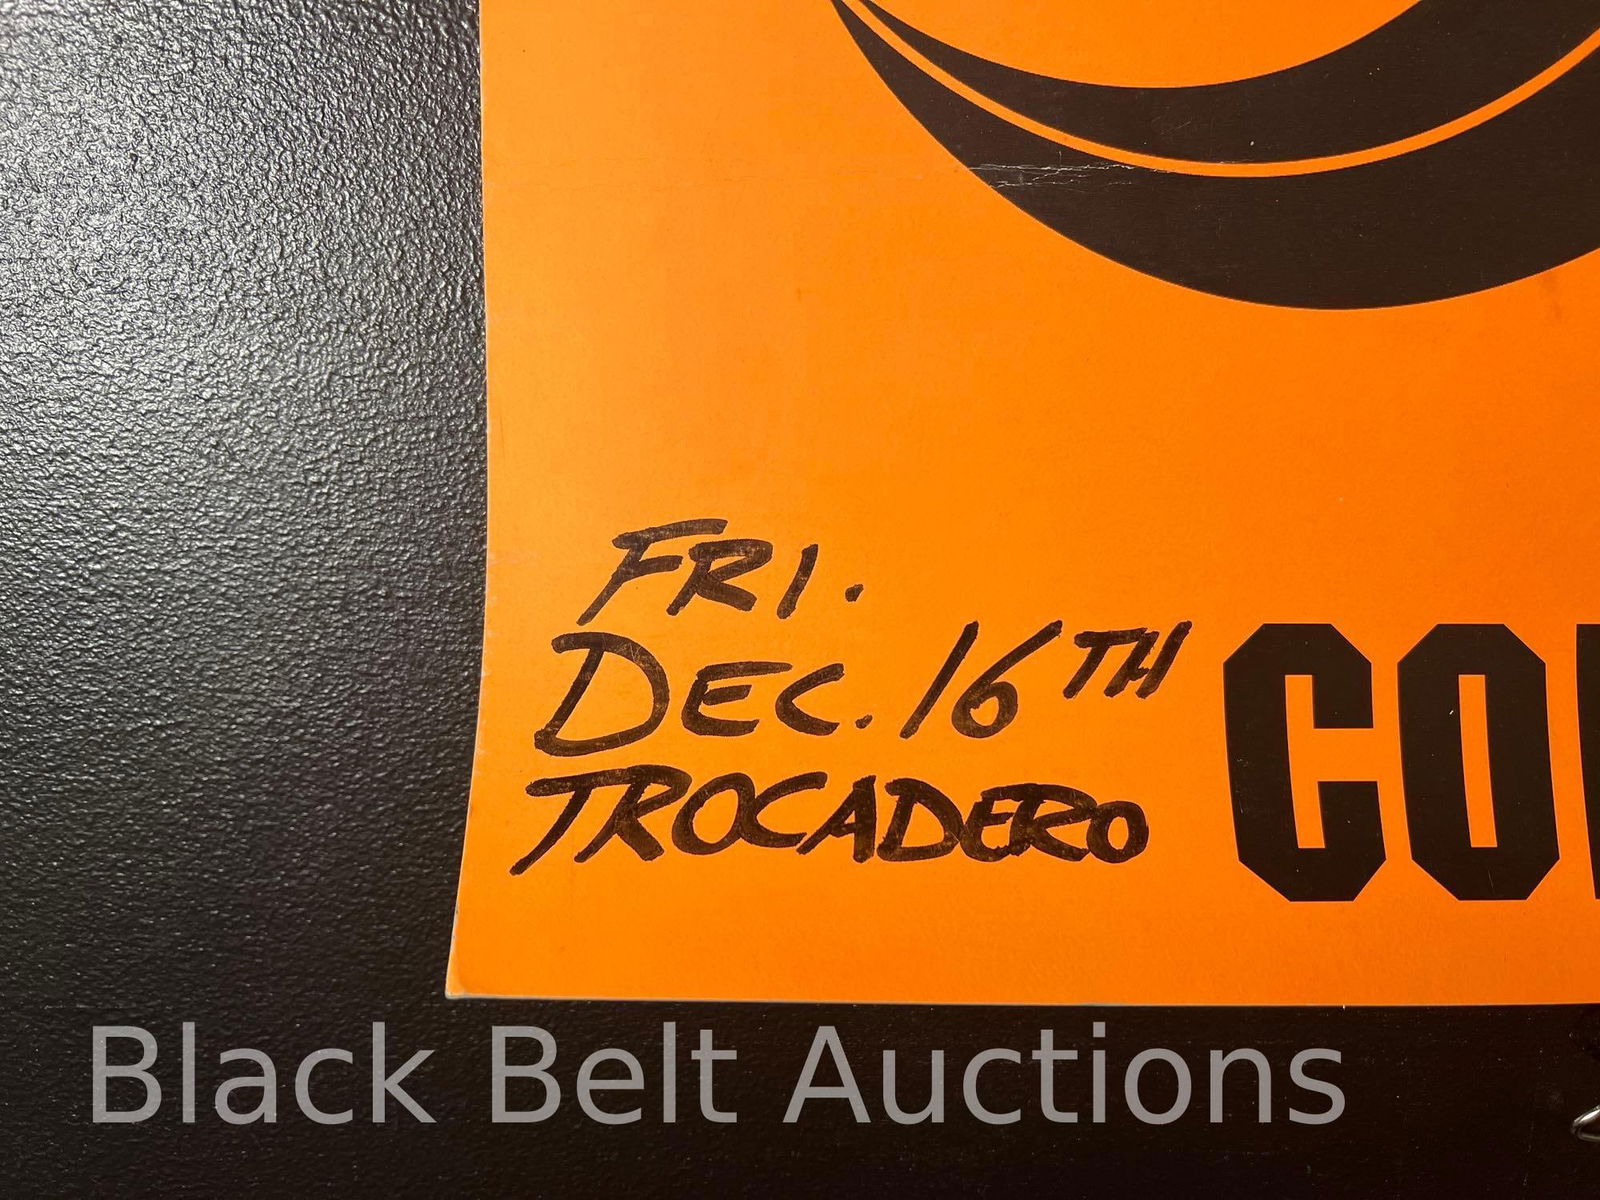 FRI.
DEC. 16TH
TROCADERO
Black Belt Auctions